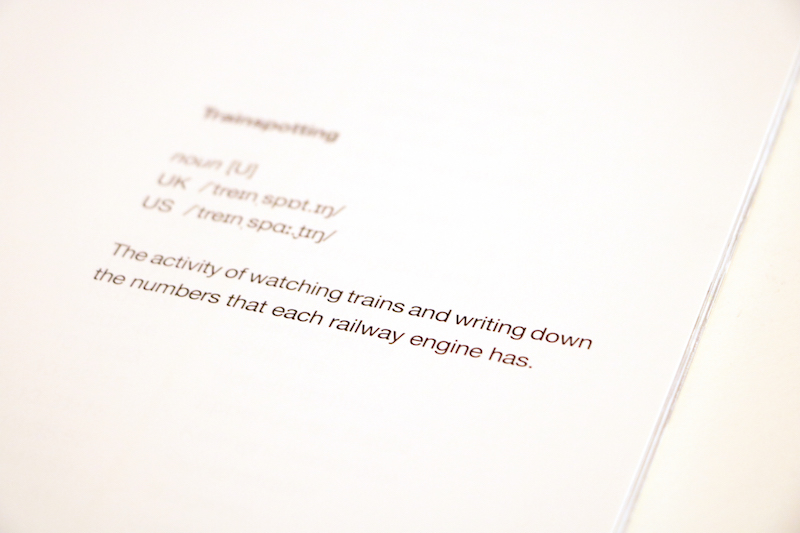 Trainspotting
noun [U]
UK /ˈtreɪnˌspɒt.ɪŋ/
US /ˈtreɪnˌspɑː.t̬ɪŋ/
The activity of watching trains and writing down
the numbers that each railway engine has.